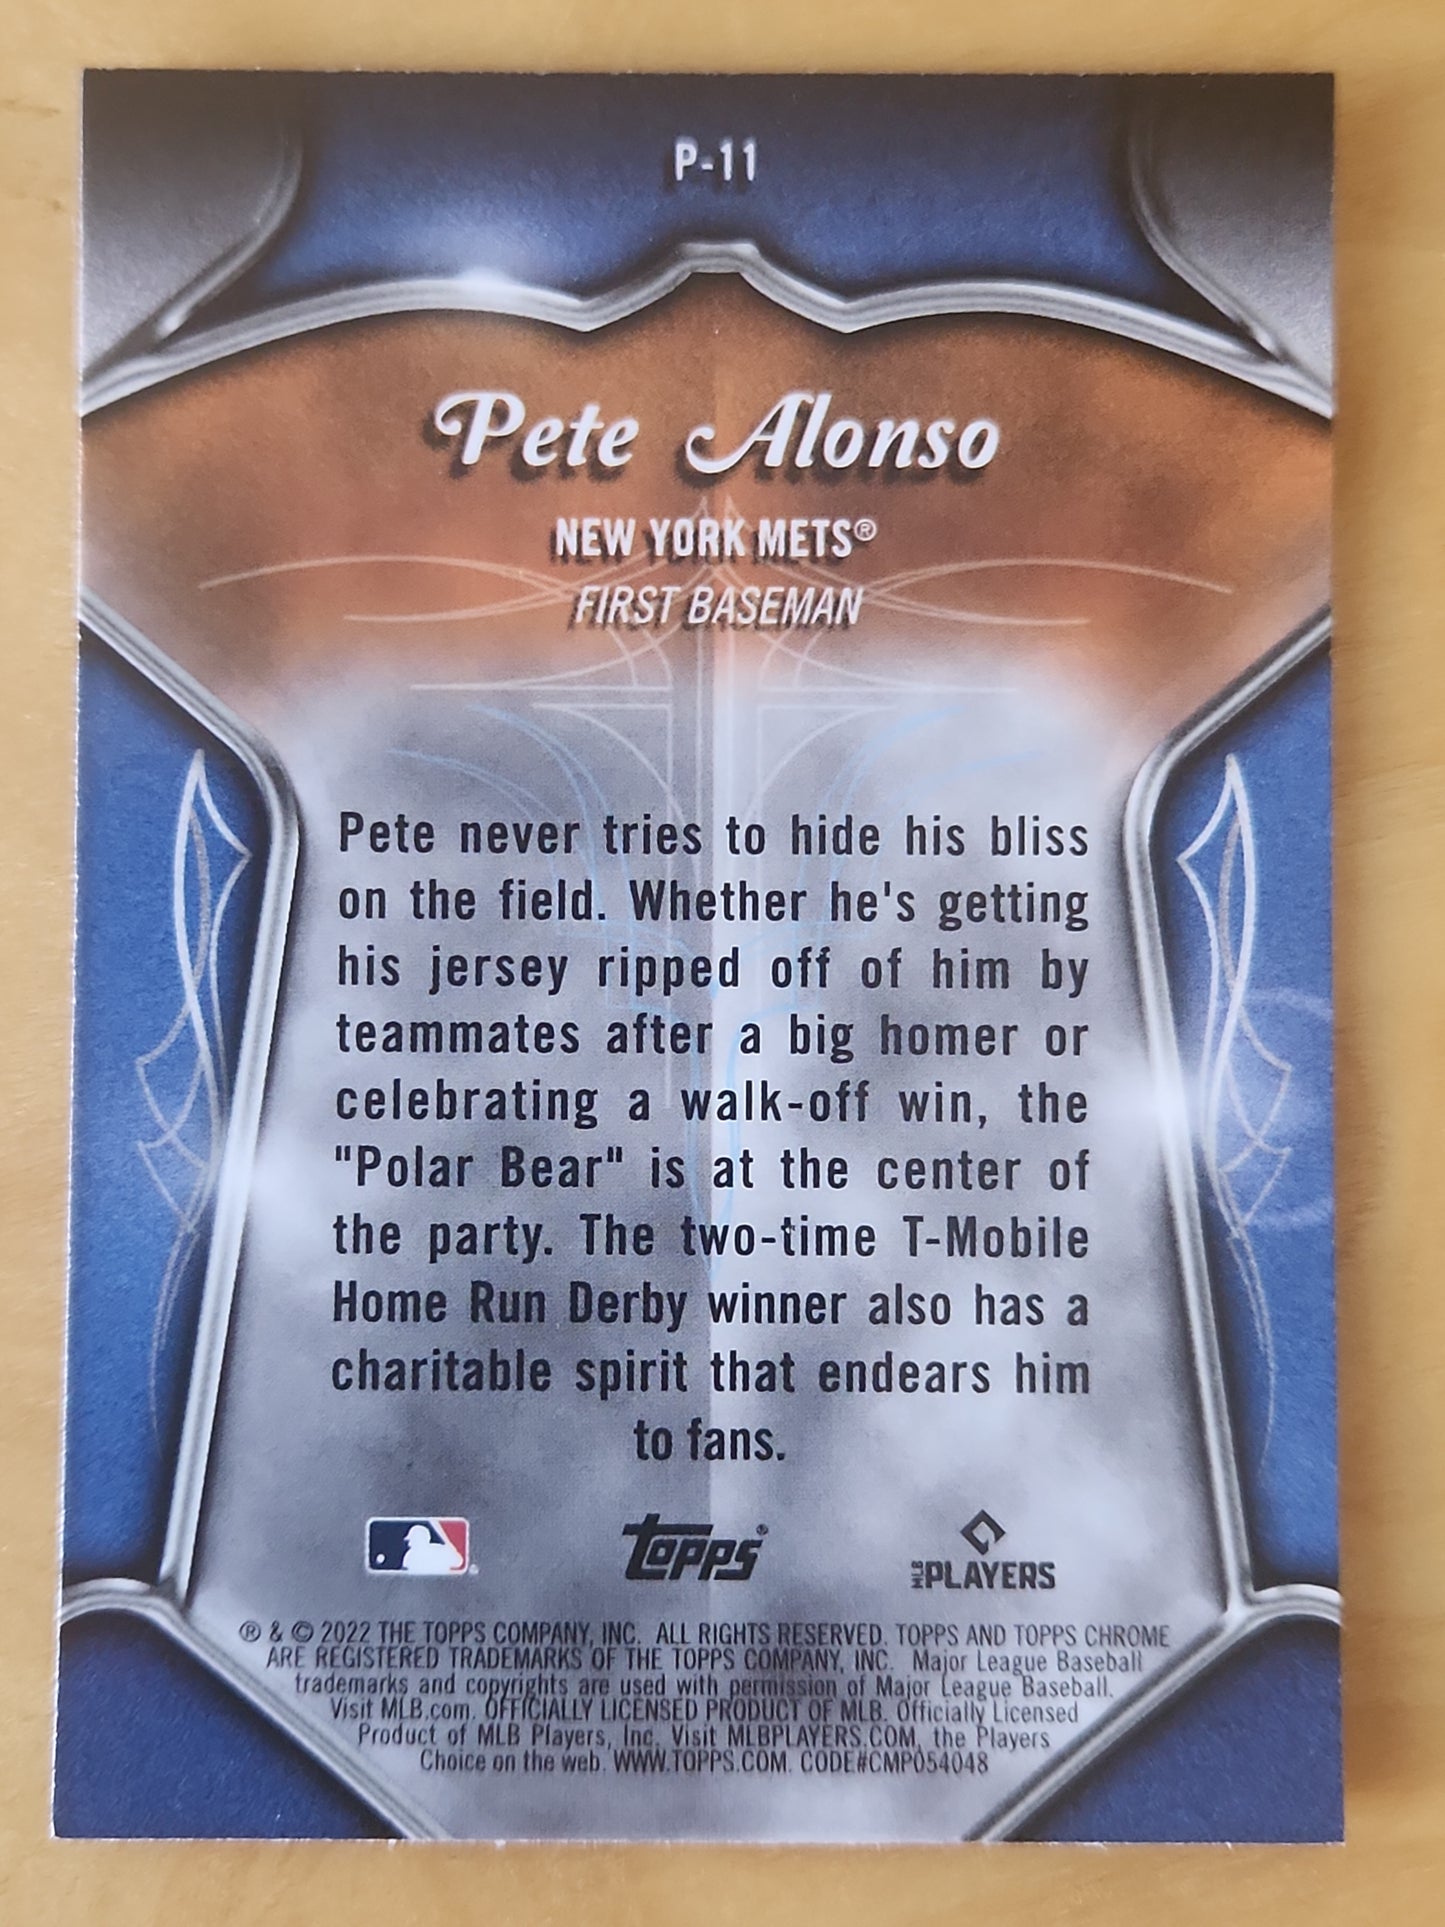 P-11
Pete Alonso
NEW YORK METS®
FIRST BASEMAN
Pete never tries to hide his bliss
on the field. Whether he's getting
his jersey ripped off of him by
teammates after a big homer or
celebrating a walk-off win, the
"Polar Bear" is at the center of
the party. The two-time T-Mobile
Home Run Derby winner also has a
charitable spirit that endears him
to fans.
topps®
MLB PLAYERS
® & © 2022 THE TOPPS COMPANY, INC. ALL RIGHTS RESERVED. TOPPS AND TOPPS CHROME
ARE REGISTERED TRADEMARKS OF THE TOPPS COMPANY, INC. Major League Baseball
trademarks and copyrights are used with permission of Major League Baseball.
Visit MLB.com. OFFICIALLY LICENSED PRODUCT OF MLB. Officially Licensed
Product of MLB Players, Inc. Visit MLBPLAYERS.COM, the Players
Choice on the web. WWW.TOPPS.COM. CODE#CMP054048